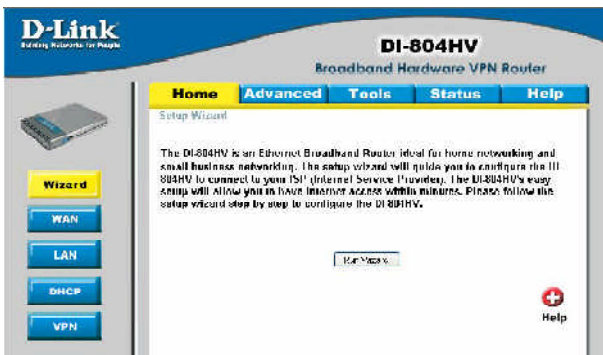 D-Link
Building Networks for People
DI-804HV
Broadband Hardware VPN Router
Home Advanced Tools Status Help
Setup Wizard
The DI-804HV is an Ethernet Broadband Router ideal for home networking and
small business networking. The setup wizard will guide you to configure the DI-
804HV to connect to your ISP (Internet Service Provider). The DI-804HV's easy
setup will allow you to have Internet access within minutes. Please follow the
setup wizard step by step to configure the DI-804HV.
Run Wizard
Wizard
WAN
LAN
DHCP
VPN
Help